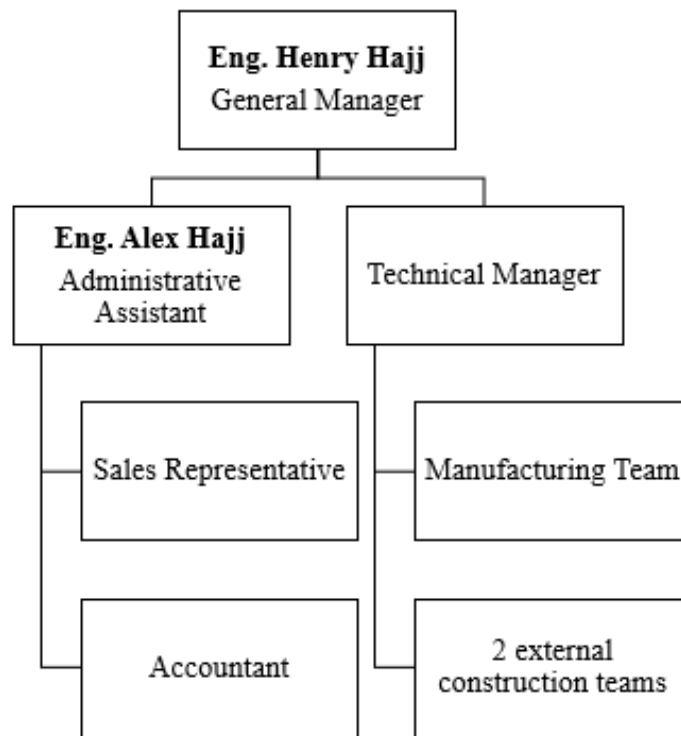 Eng. Henry Hajj
General Manager
Eng. Alex Hajj
Administrative
Assistant
Technical Manager
Sales Representative
Manufacturing Team
Accountant
2 external
construction teams